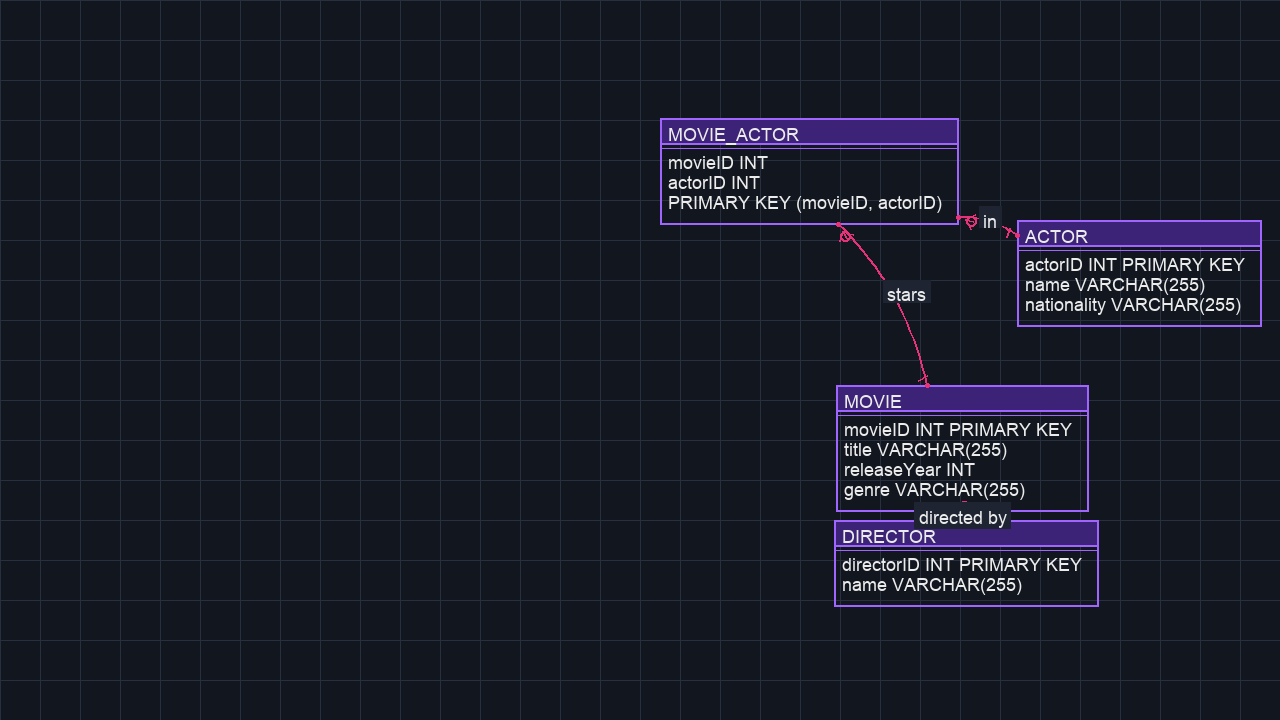 MOVIE_ACTOR
movieID INT
actorID INT
PRIMARY KEY (movieID, actorID)
in
ACTOR
actorID INT PRIMARY KEY
name VARCHAR(255)
nationality VARCHAR(255)
stars
MOVIE
movieID INT PRIMARY KEY
title VARCHAR(255)
releaseYear INT
genre VARCHAR(255)
directed by
DIRECTOR
directorID INT PRIMARY KEY
name VARCHAR(255)